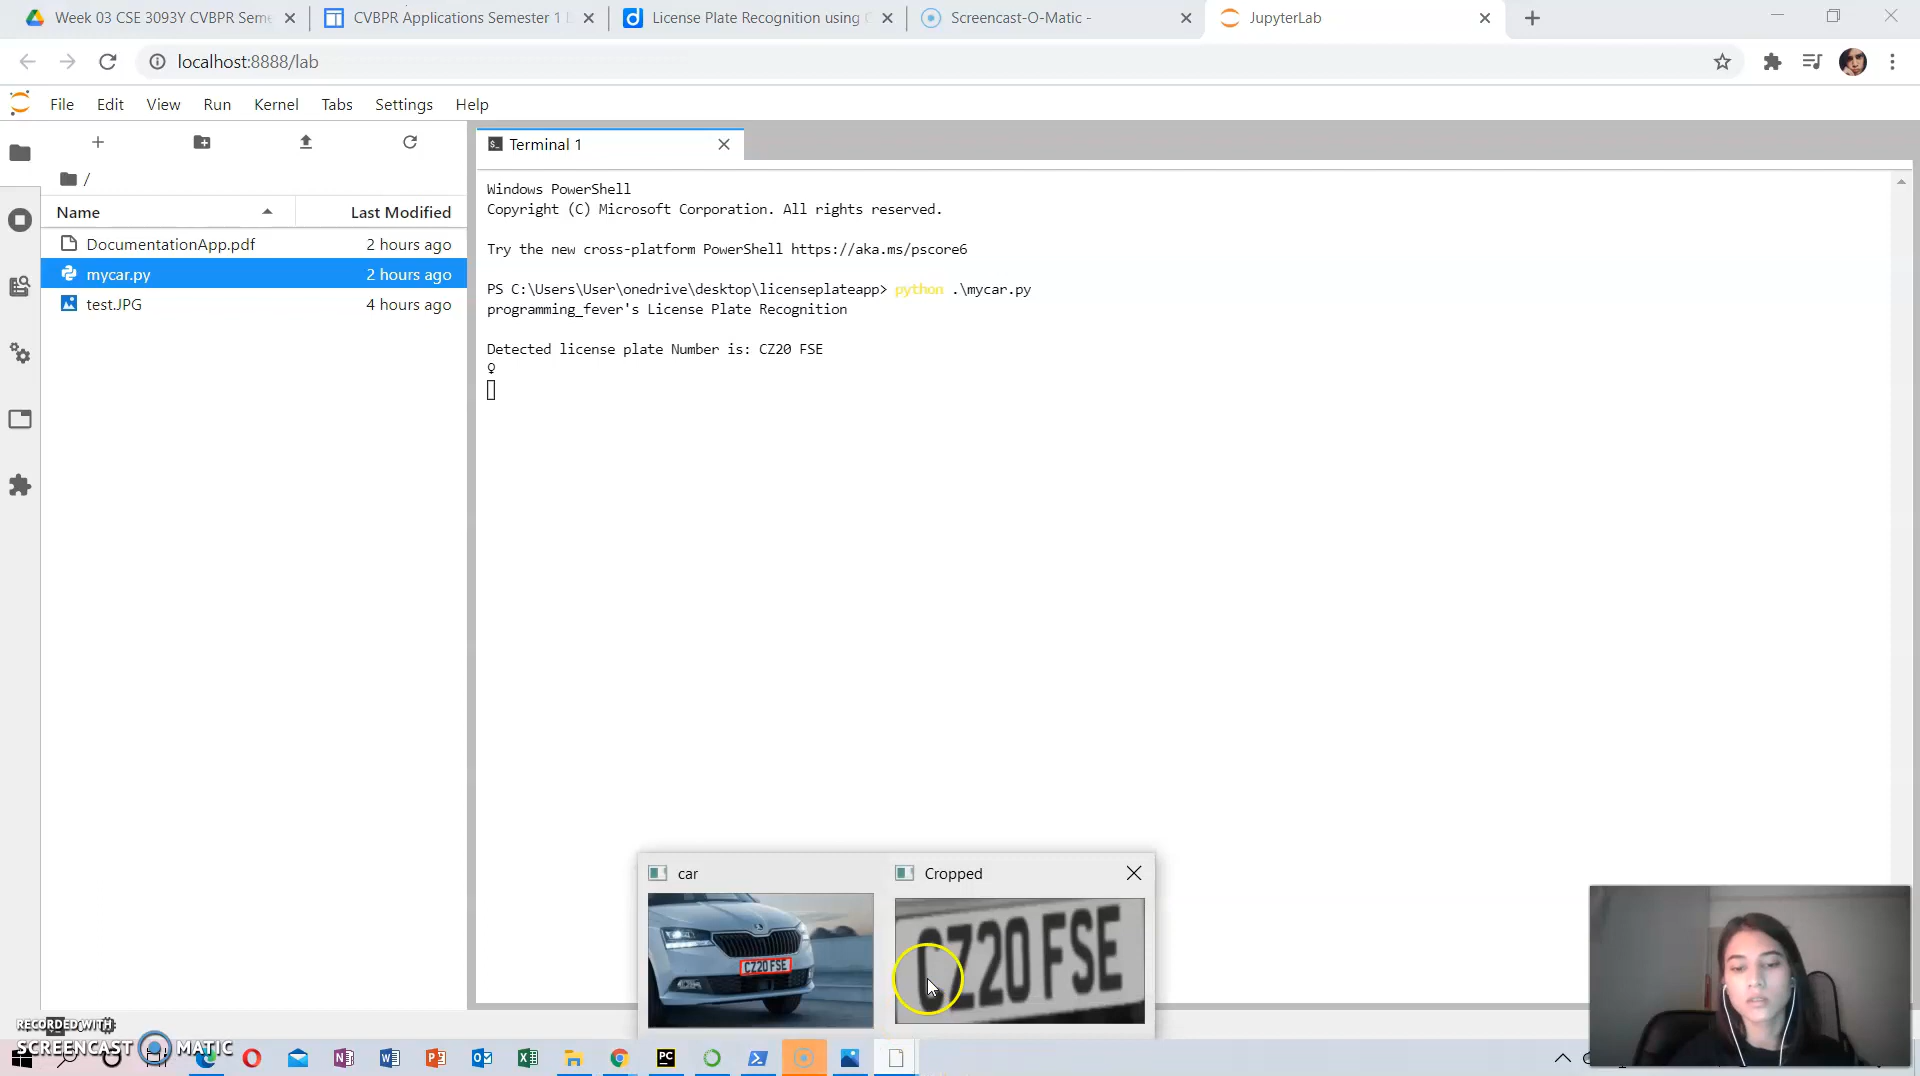 Week 03 CSE 3093Y CVBPR Sem
CVBPR Applications Semester 1
License Plate Recognition using
Screencast-O-Matic -
JupyterLab
localhost:8888/lab
File Edit View Run Kernel Tabs Settings Help
/
Name Last Modified
DocumentationApp.pdf 2 hours ago
mycar.py 2 hours ago
test.JPG 4 hours ago
Terminal 1
Windows PowerShell
Copyright (C) Microsoft Corporation. All rights reserved.
Try the new cross-platform PowerShell https://aka.ms/pscore6
PS C:\Users\User\onedrive\desktop\licenseplateapp> python .\mycar.py
programming_fever's License Plate Recognition
Detected license plate Number is: CZ20 FSE
♀
car
Cropped
CZ20 FSE
CZ20 FSE
RECORDED WITH
SCREENCAST MATIC